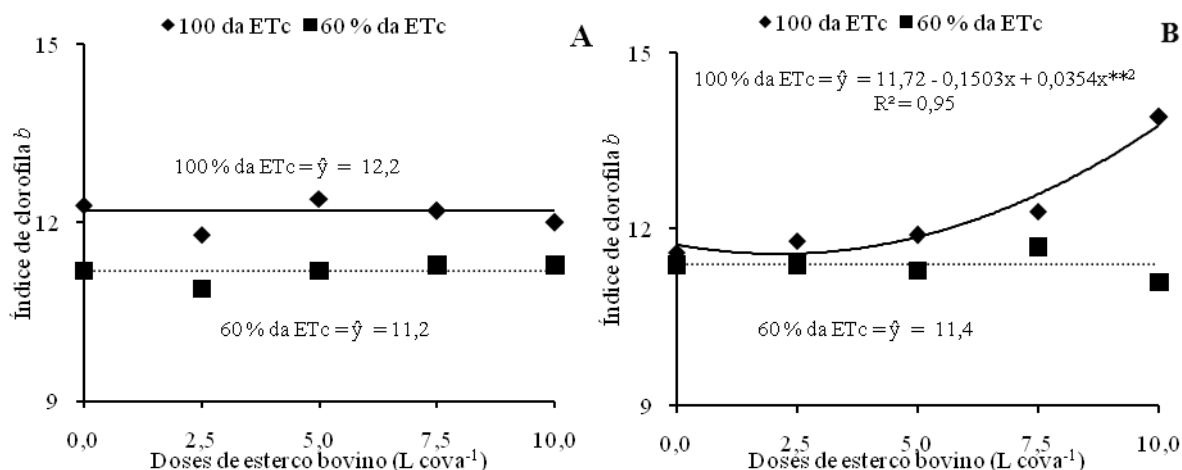 100 da ETc 60 % da ETc
A
15
12
9
Índice de clorofila b
100 % da ETc = ŷ = 12,2
60 % da ETc = ŷ = 11,2
0,0 2,5 5,0 7,5 10,0
Doses de esterco bovino (L cova⁻¹)
100 da ETc 60 % da ETc
B
15
12
9
Índice de clorofila b
100 % da ETc = ŷ = 11,72 - 0,1503x + 0,0354x**²
R² = 0,95
60 % da ETc = ŷ = 11,4
0,0 2,5 5,0 7,5 10,0
Doses de esterco bovino (L cova⁻¹)